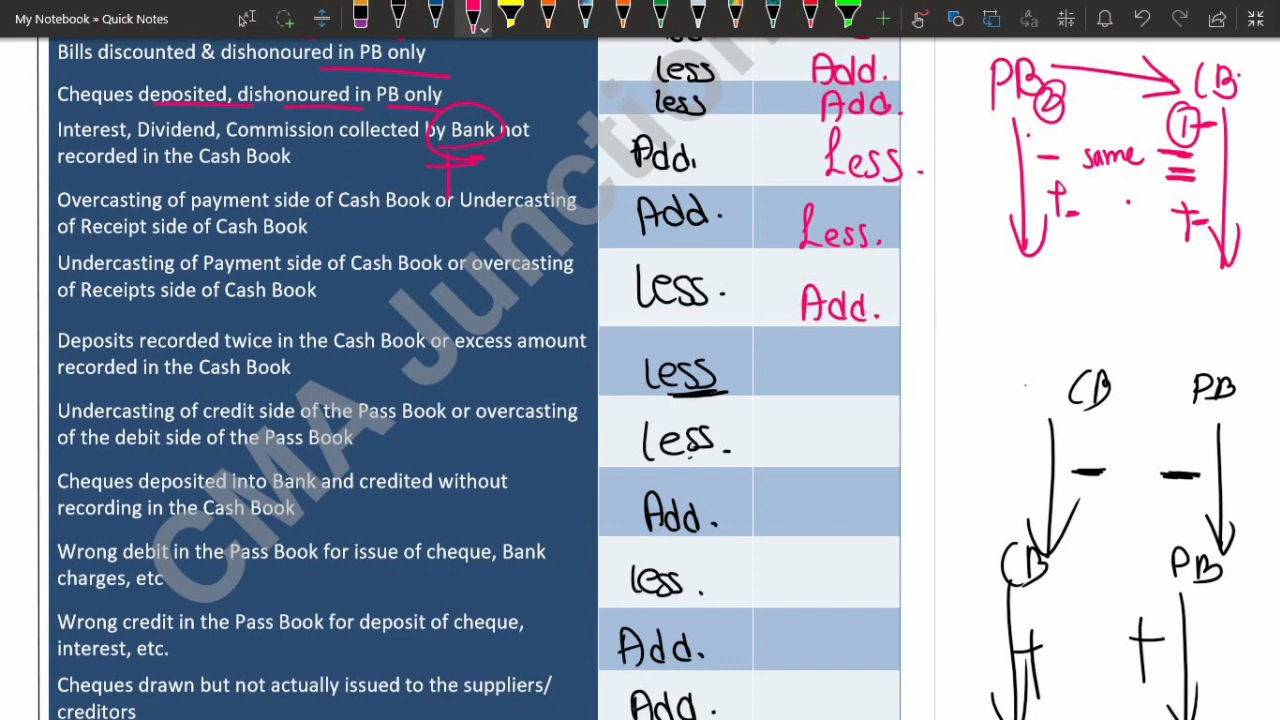 My Notebook » Quick Notes
Bills discounted & dishonoured in PB only
less Add.
Cheques deposited, dishonoured in PB only
less Add.
Interest, Dividend, Commission collected by Bank not
recorded in the Cash Book
Add. Less.
Overcasting of payment side of Cash Book or Undercasting
of Receipt side of Cash Book
Add. Less.
Undercasting of Payment side of Cash Book or overcasting
of Receipts side of Cash Book
less. Add.
Deposits recorded twice in the Cash Book or excess amount
recorded in the Cash Book
less
Undercasting of credit side of the Pass Book or overcasting
of the debit side of the Pass Book
less.
Cheques deposited into Bank and credited without
recording in the Cash Book
Add.
Wrong debit in the Pass Book for issue of cheque, Bank
charges, etc
less.
Wrong credit in the Pass Book for deposit of cheque,
interest, etc.
Add.
Cheques drawn but not actually issued to the suppliers/
creditors
Add.
PB CB
2 1
same
CB PB
CB PB
CMA Junction